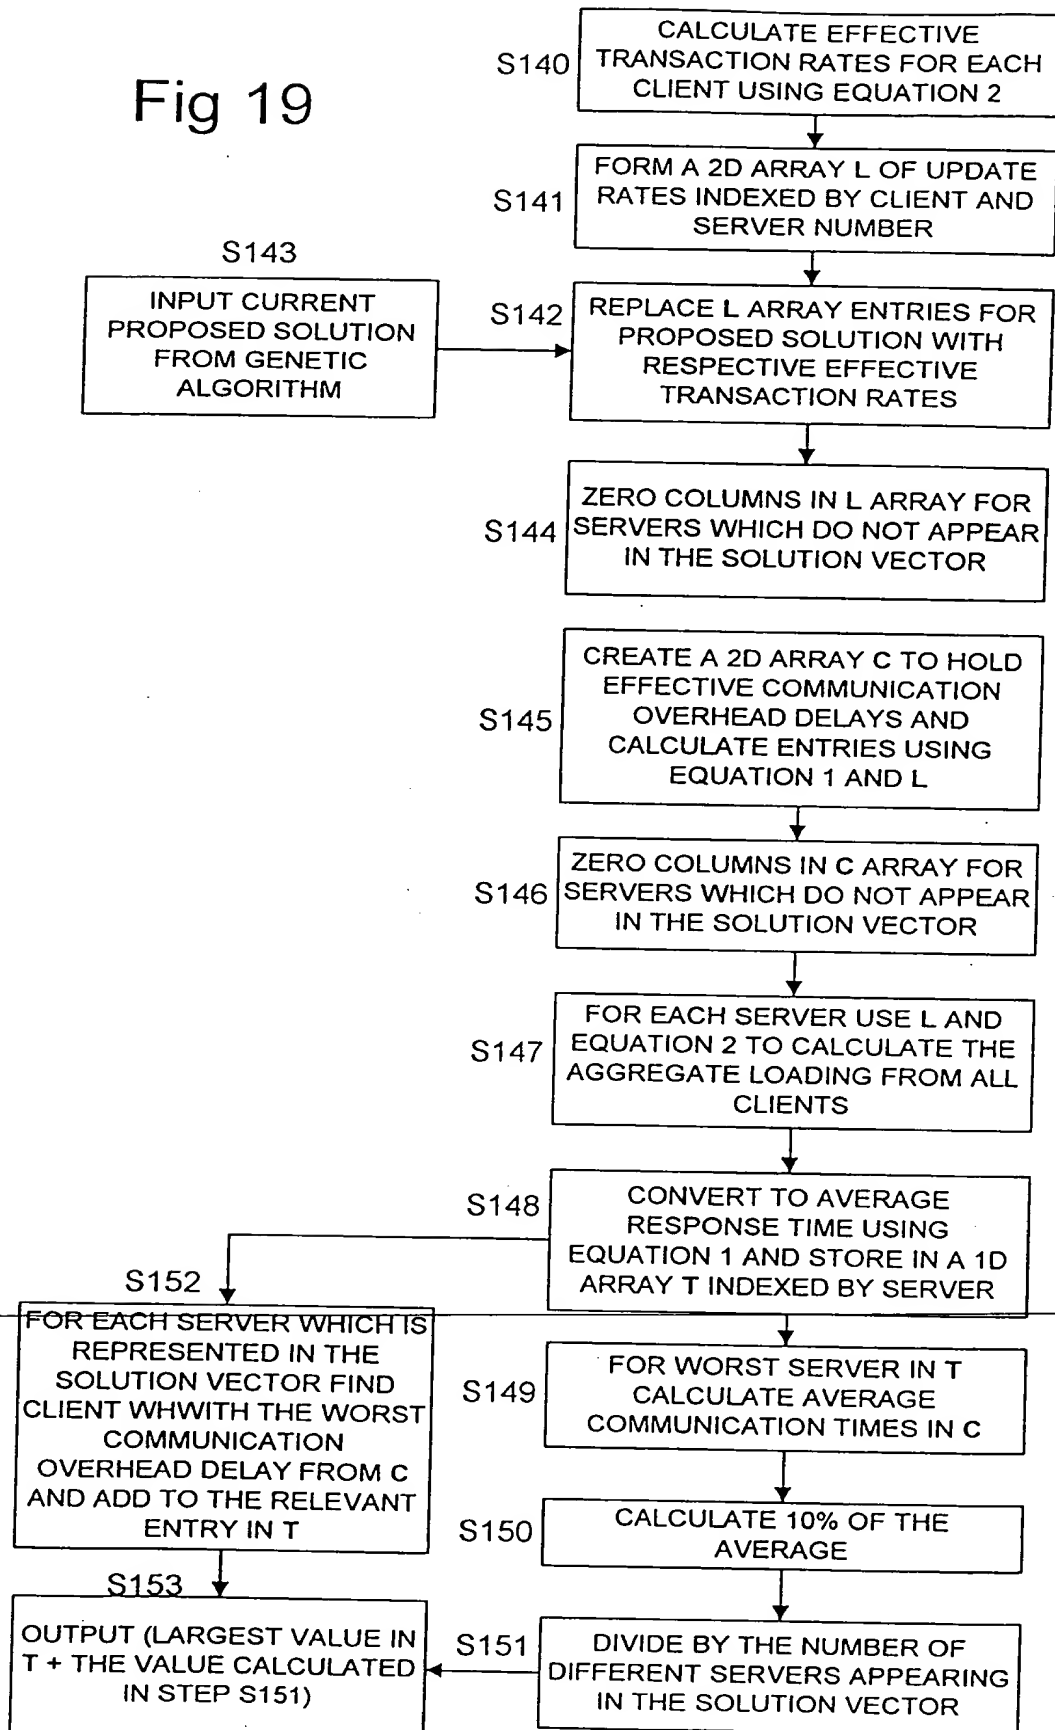 Fig 19
S140
CALCULATE EFFECTIVE
TRANSACTION RATES FOR EACH
CLIENT USING EQUATION 2
S141
FORM A 2D ARRAY L OF UPDATE
RATES INDEXED BY CLIENT AND
SERVER NUMBER
S143
INPUT CURRENT
PROPOSED SOLUTION
FROM GENETIC
ALGORITHM
S142
REPLACE L ARRAY ENTRIES FOR
PROPOSED SOLUTION WITH
RESPECTIVE EFFECTIVE
TRANSACTION RATES
S144
ZERO COLUMNS IN L ARRAY FOR
SERVERS WHICH DO NOT APPEAR
IN THE SOLUTION VECTOR
S145
CREATE A 2D ARRAY C TO HOLD
EFFECTIVE COMMUNICATION
OVERHEAD DELAYS AND
CALCULATE ENTRIES USING
EQUATION 1 AND L
S146
ZERO COLUMNS IN C ARRAY FOR
SERVERS WHICH DO NOT APPEAR
IN THE SOLUTION VECTOR
S147
FOR EACH SERVER USE L AND
EQUATION 2 TO CALCULATE THE
AGGREGATE LOADING FROM ALL
CLIENTS
S148
CONVERT TO AVERAGE
RESPONSE TIME USING
EQUATION 1 AND STORE IN A 1D
ARRAY T INDEXED BY SERVER
S152
FOR EACH SERVER WHICH IS
REPRESENTED IN THE
SOLUTION VECTOR FIND
CLIENT WHWITH THE WORST
COMMUNICATION
OVERHEAD DELAY FROM C
AND ADD TO THE RELEVANT
ENTRY IN T
S149
FOR WORST SERVER IN T
CALCULATE AVERAGE
COMMUNICATION TIMES IN C
S150
CALCULATE 10% OF THE
AVERAGE
S153
OUTPUT (LARGEST VALUE IN
T + THE VALUE CALCULATED
IN STEP S151)
S151
DIVIDE BY THE NUMBER OF
DIFFERENT SERVERS APPEARING
IN THE SOLUTION VECTOR